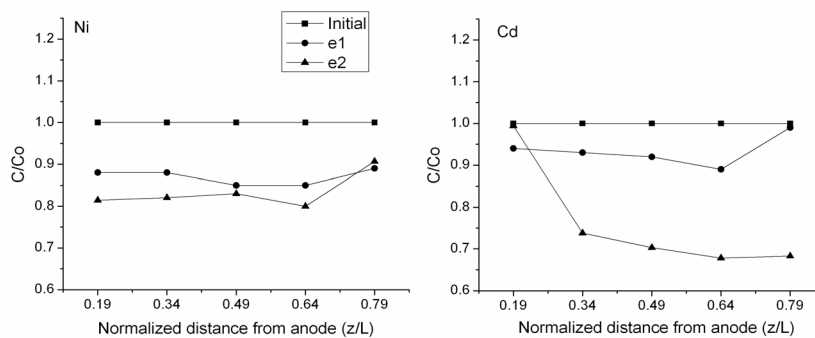 Ni
Initial
e1
e2
1.2
1.1
1.0
0.9
0.8
0.7
0.6
C/Co
0.19 0.34 0.49 0.64 0.79
Normalized distance from anode (z/L)
Cd
1.2
1.1
1.0
0.9
0.8
0.7
0.6
C/Co
0.19 0.34 0.49 0.64 0.79
Normalized distance from anode (z/L)